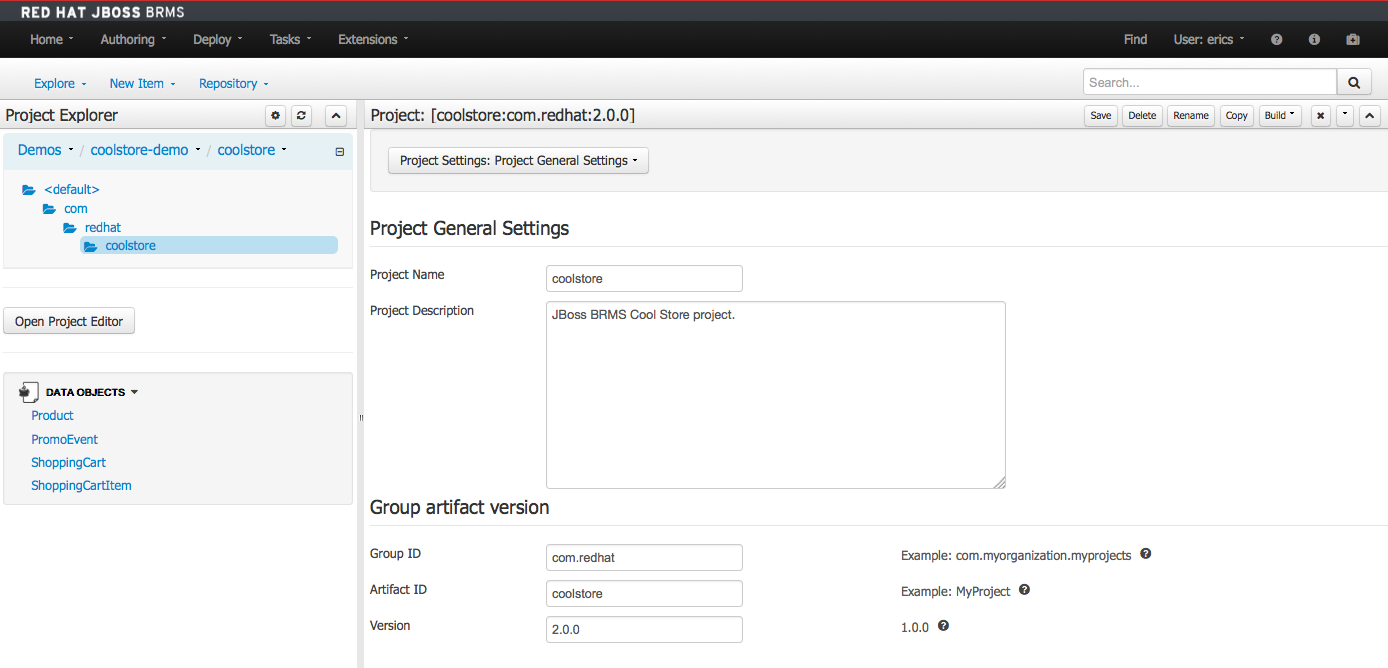 RED HAT JBOSS BRMS
Home Authoring Deploy Tasks Extensions Find User: erics
Explore New Item Repository Search...
Project Explorer
Demos / coolstore-demo / coolstore
<default>
com
redhat
coolstore
Open Project Editor
DATA OBJECTS
Product
PromoEvent
ShoppingCart
ShoppingCartItem
Project: [coolstore:com.redhat:2.0.0] Save Delete Rename Copy Build
Project Settings: Project General Settings
Project General Settings
Project Name coolstore
Project Description JBoss BRMS Cool Store project.
Group artifact version
Group ID com.redhat Example: com.myorganization.myprojects
Artifact ID coolstore Example: MyProject
Version 2.0.0 1.0.0